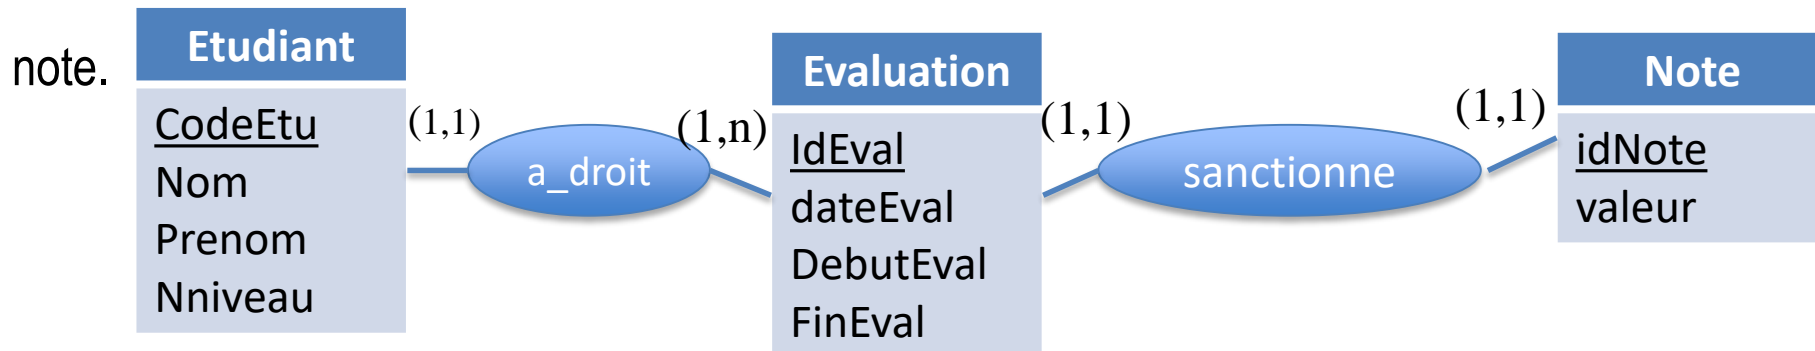 note.
Etudiant
CodeEtu
Nom
Prenom
Nniveau
(1,1)
a_droit
(1,n)
Evaluation
IdEval
dateEval
DebutEval
FinEval
(1,1)
sanctionne
(1,1)
Note
idNote
valeur